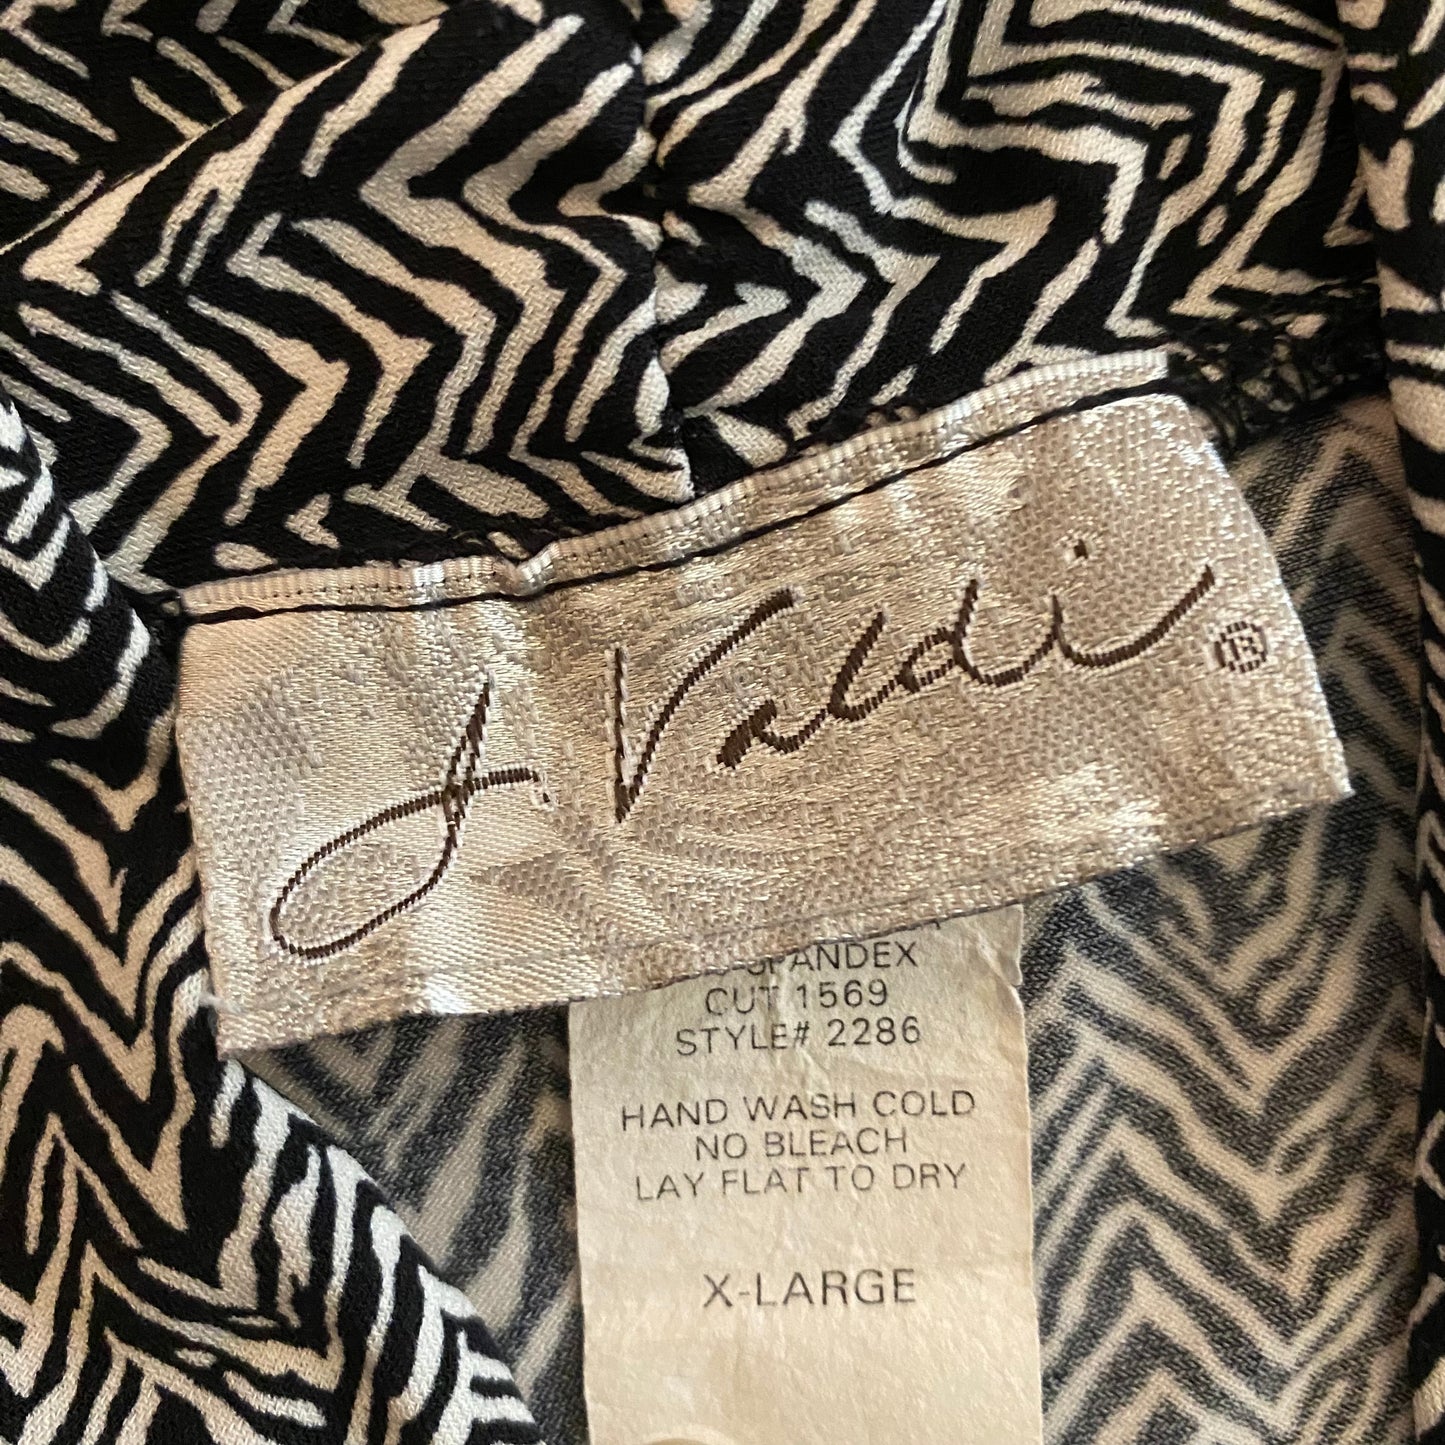 J. Valdi ®
SPANDEX
CUT 1569
STYLE# 2286
HAND WASH COLD
NO BLEACH
LAY FLAT TO DRY
X-LARGE